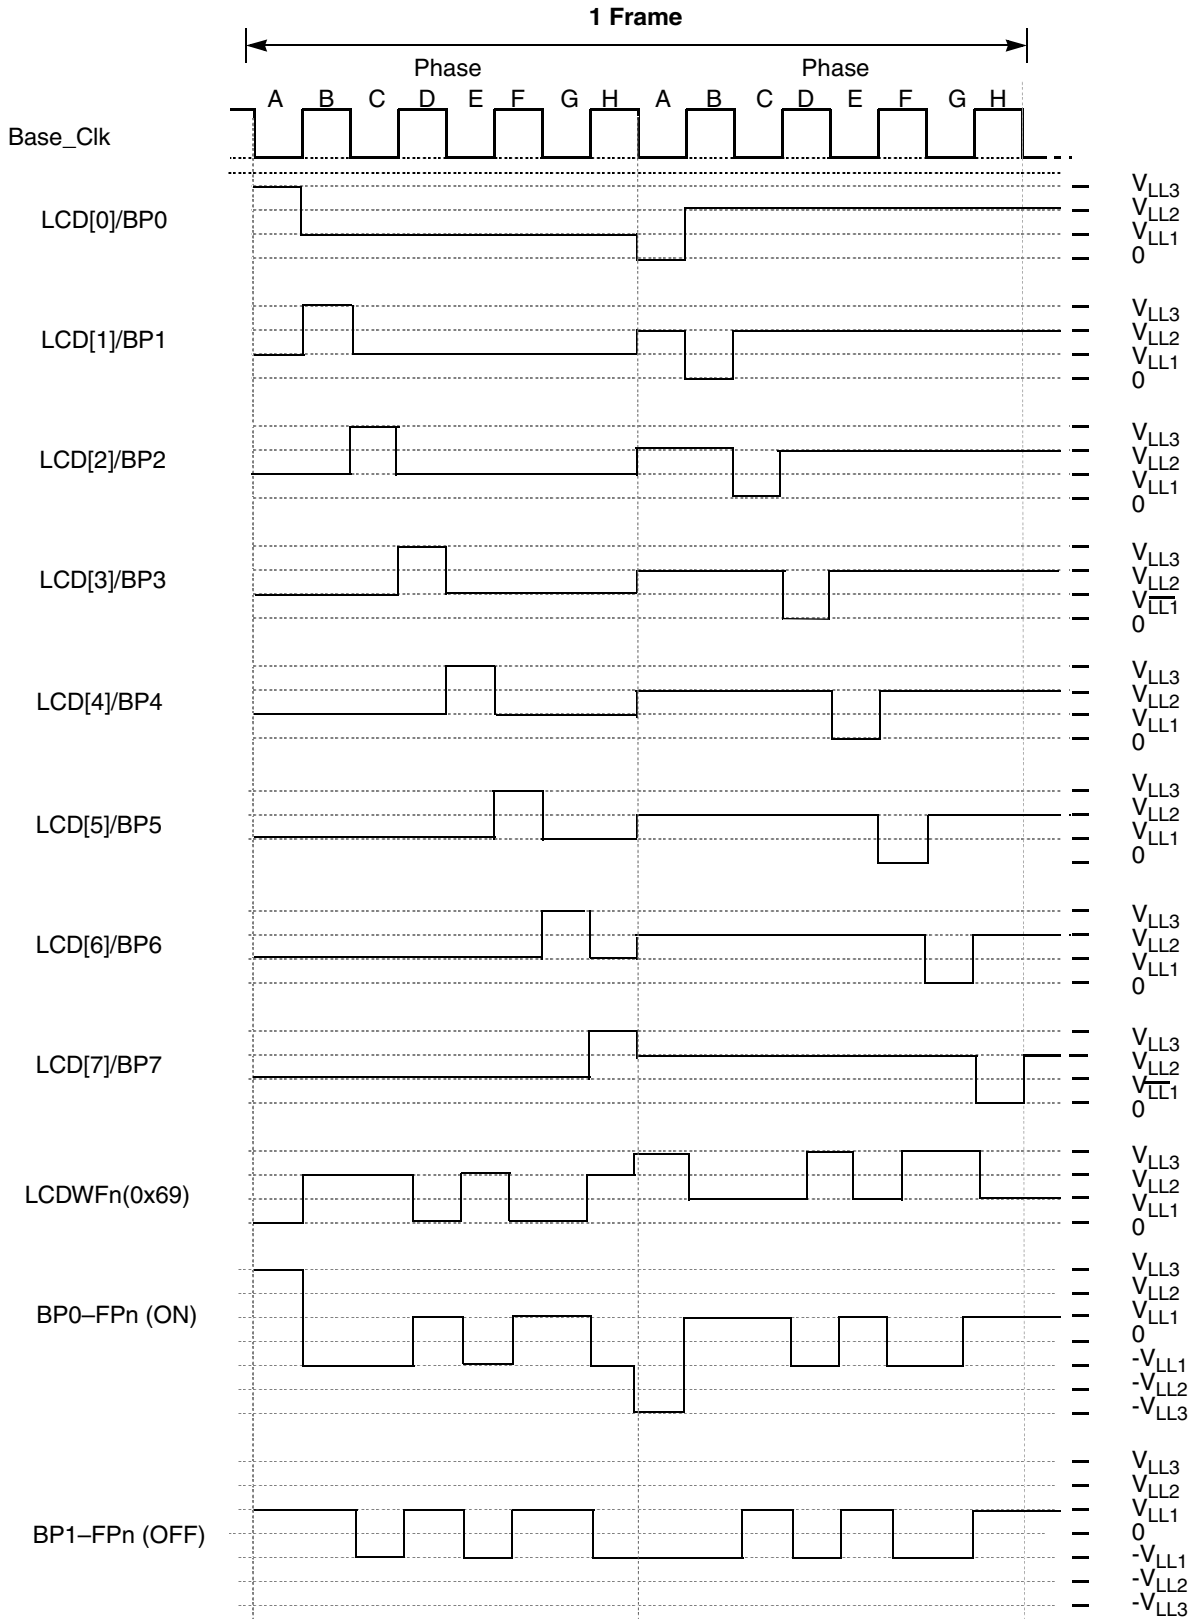 1 Frame
Phase Phase
A B C D E F G H A B C D E F G H
Base_Clk
LCD[0]/BP0
VLL3
VLL2
VLL1
0
LCD[1]/BP1
VLL3
VLL2
VLL1
0
LCD[2]/BP2
VLL3
VLL2
VLL1
0
LCD[3]/BP3
VLL3
VLL2
VLL1
0
LCD[4]/BP4
VLL3
VLL2
VLL1
0
LCD[5]/BP5
VLL3
VLL2
VLL1
0
LCD[6]/BP6
VLL3
VLL2
VLL1
0
LCD[7]/BP7
VLL3
VLL2
VLL1
0
LCDWFn(0x69)
VLL3
VLL2
VLL1
0
BP0–FPn (ON)
VLL3
VLL2
VLL1
0
-VLL1
-VLL2
-VLL3
BP1–FPn (OFF)
VLL3
VLL2
VLL1
0
-VLL1
-VLL2
-VLL3